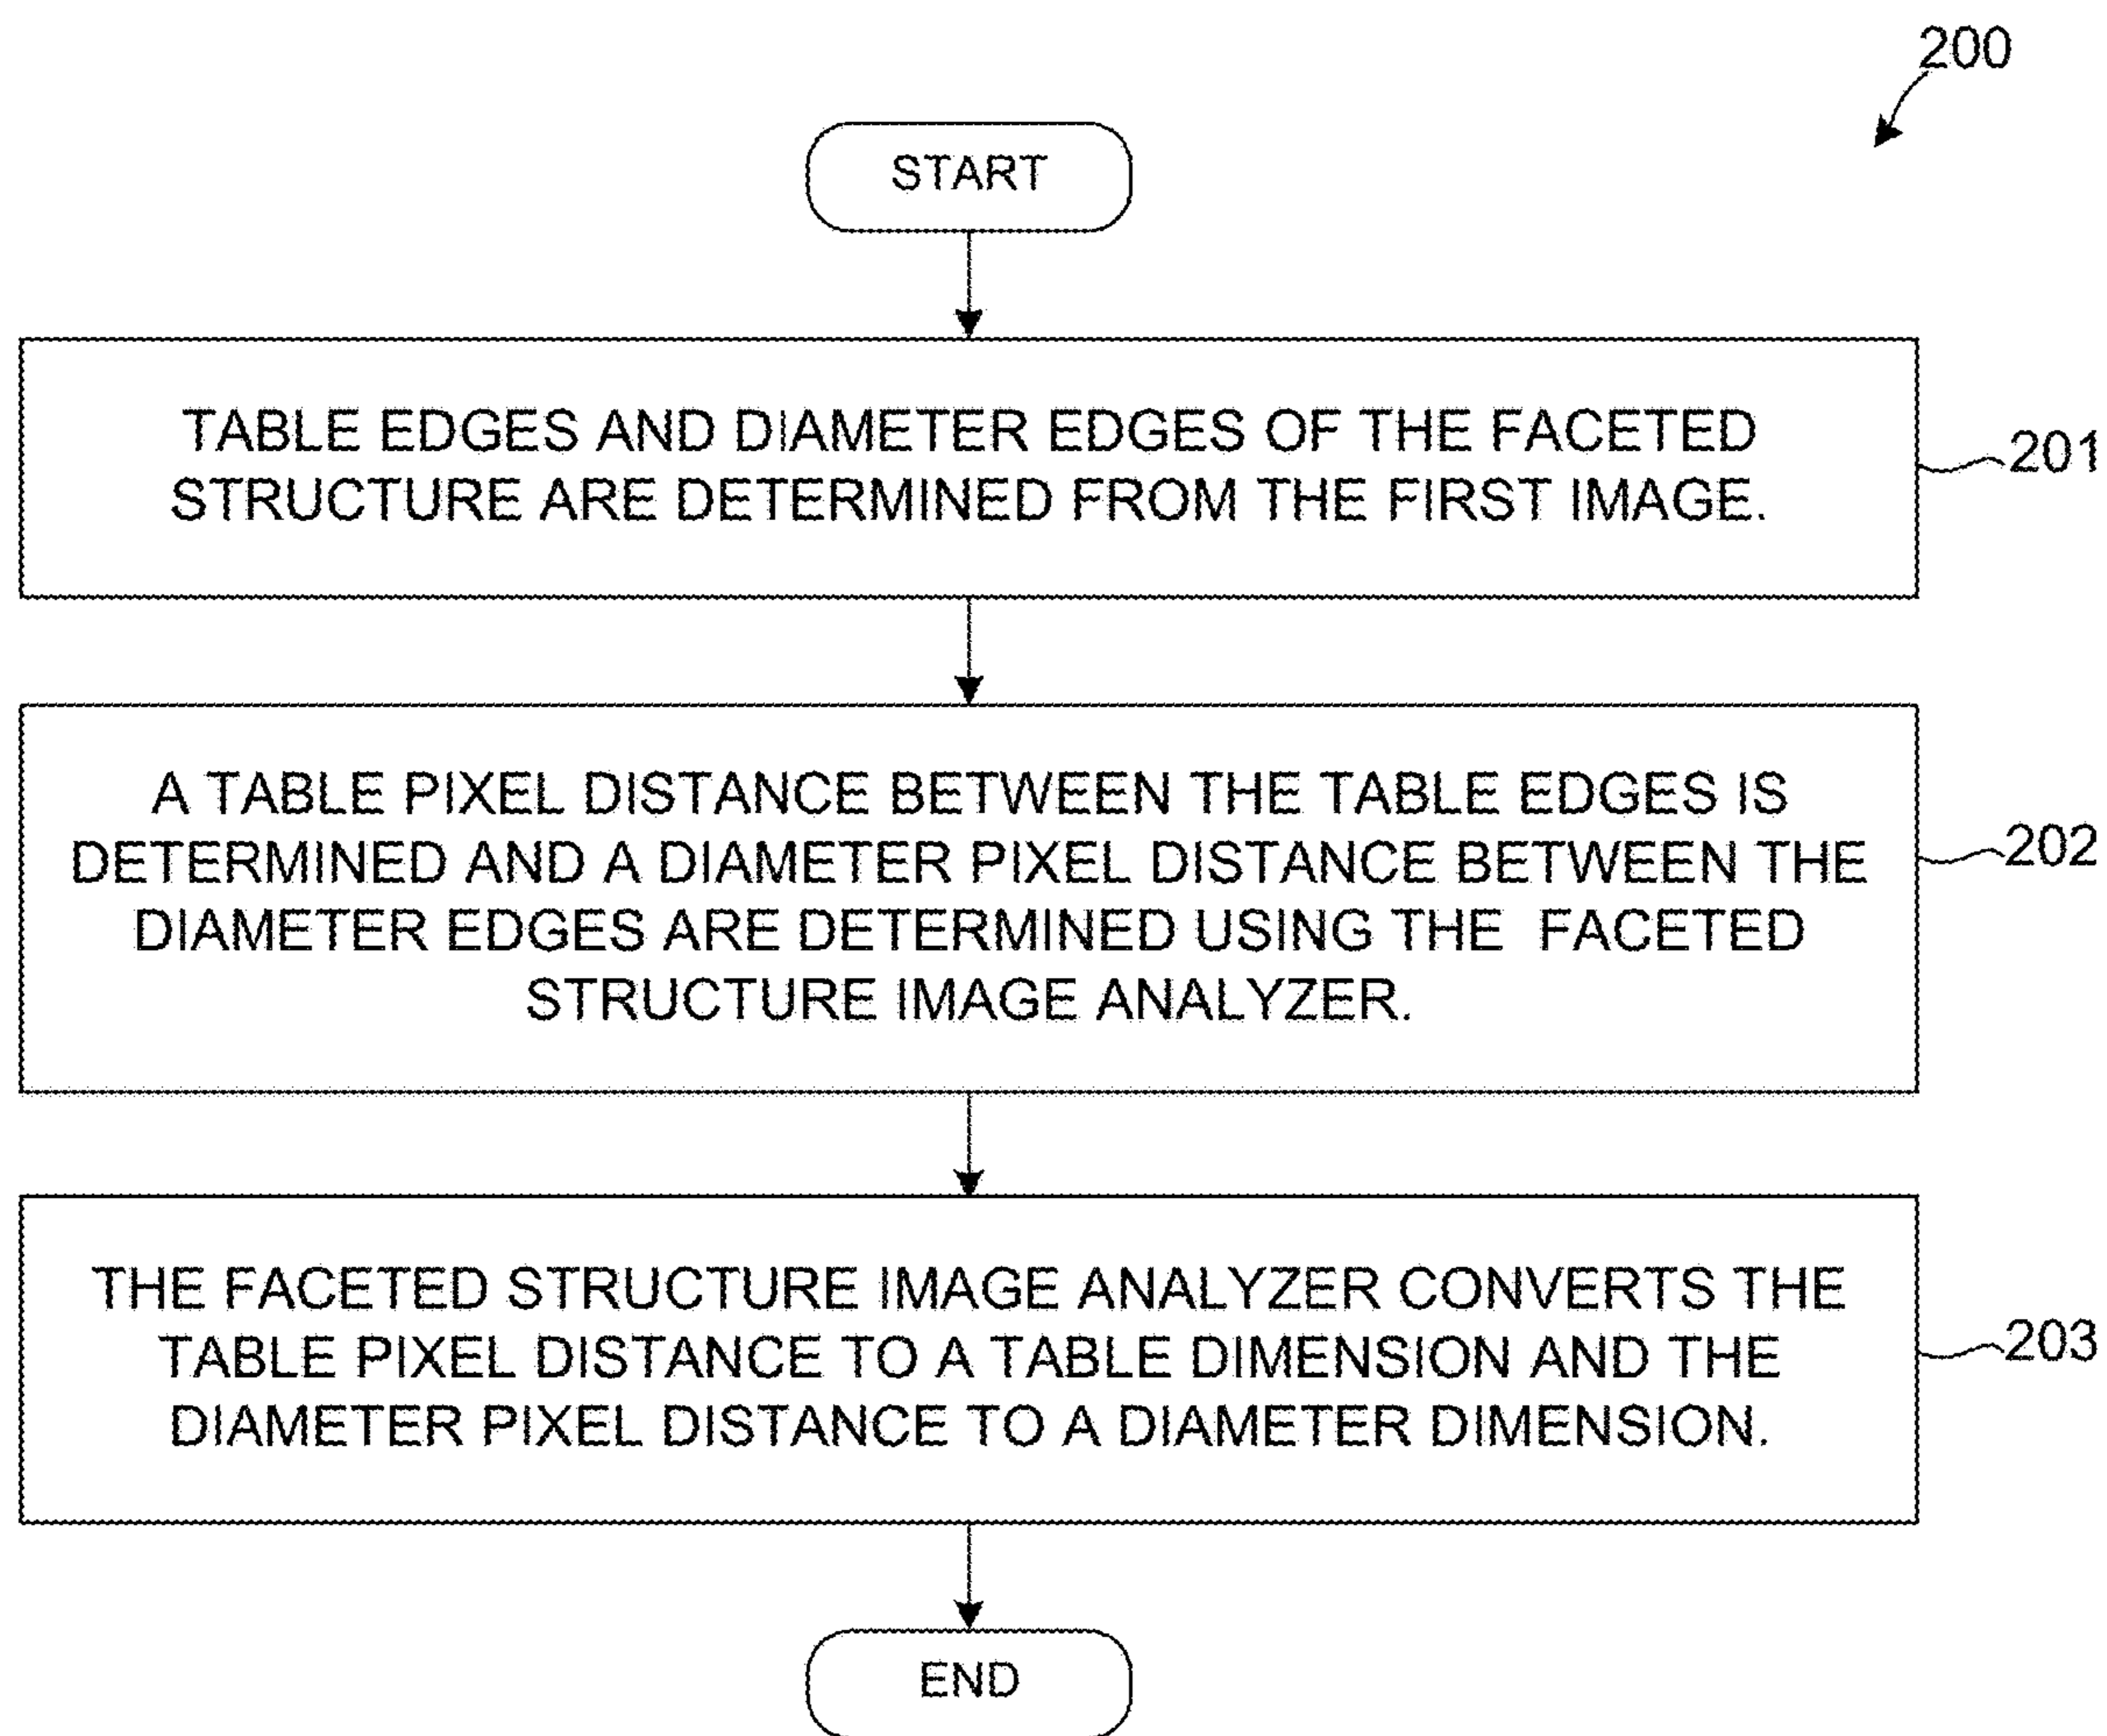 200
START
TABLE EDGES AND DIAMETER EDGES OF THE FACETED
STRUCTURE ARE DETERMINED FROM THE FIRST IMAGE.
201
A TABLE PIXEL DISTANCE BETWEEN THE TABLE EDGES IS
DETERMINED AND A DIAMETER PIXEL DISTANCE BETWEEN THE
DIAMETER EDGES ARE DETERMINED USING THE FACETED
STRUCTURE IMAGE ANALYZER.
202
THE FACETED STRUCTURE IMAGE ANALYZER CONVERTS THE
TABLE PIXEL DISTANCE TO A TABLE DIMENSION AND THE
DIAMETER PIXEL DISTANCE TO A DIAMETER DIMENSION.
203
END